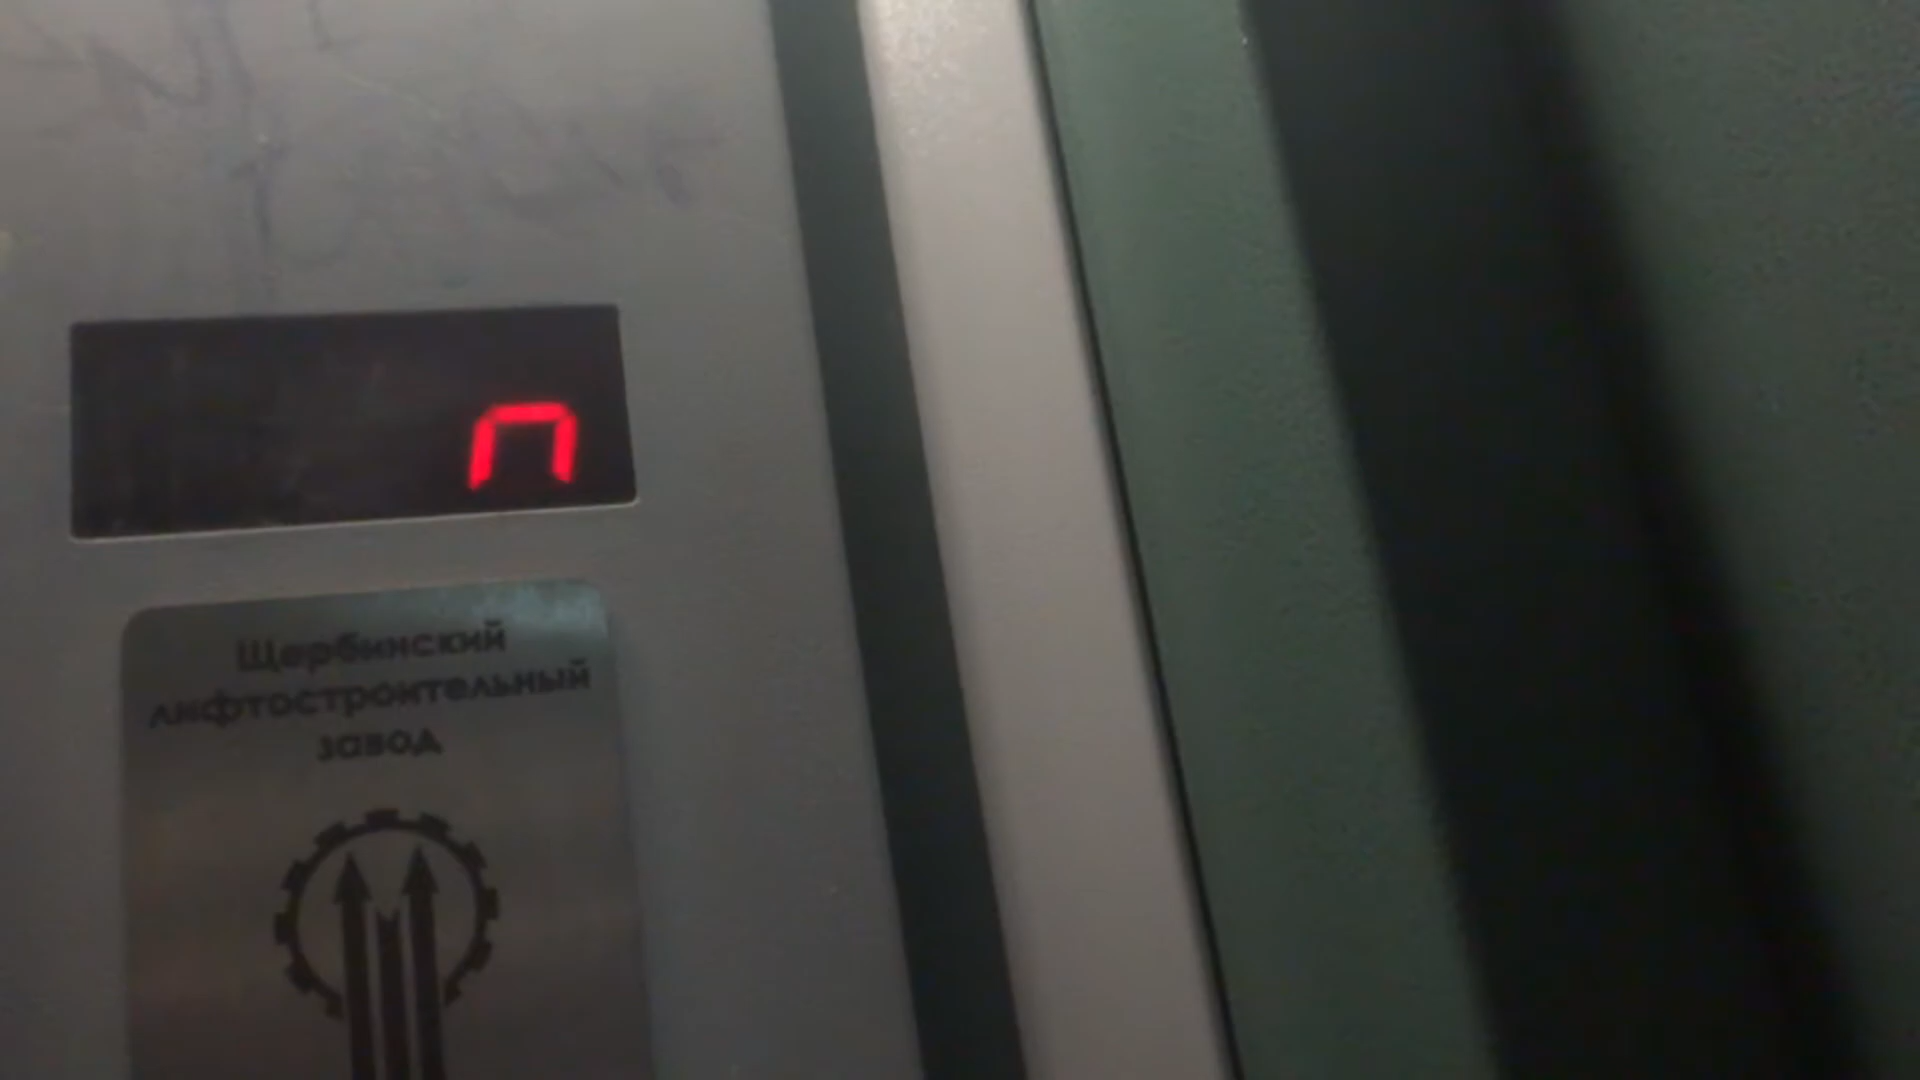 П
Щербинский
лифтостроительный
завод